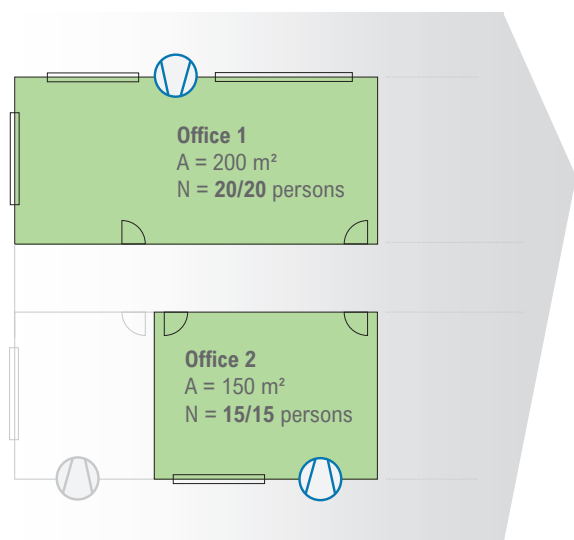 Office 1
A = 200 m²
N = 20/20 persons
Office 2
A = 150 m²
N = 15/15 persons